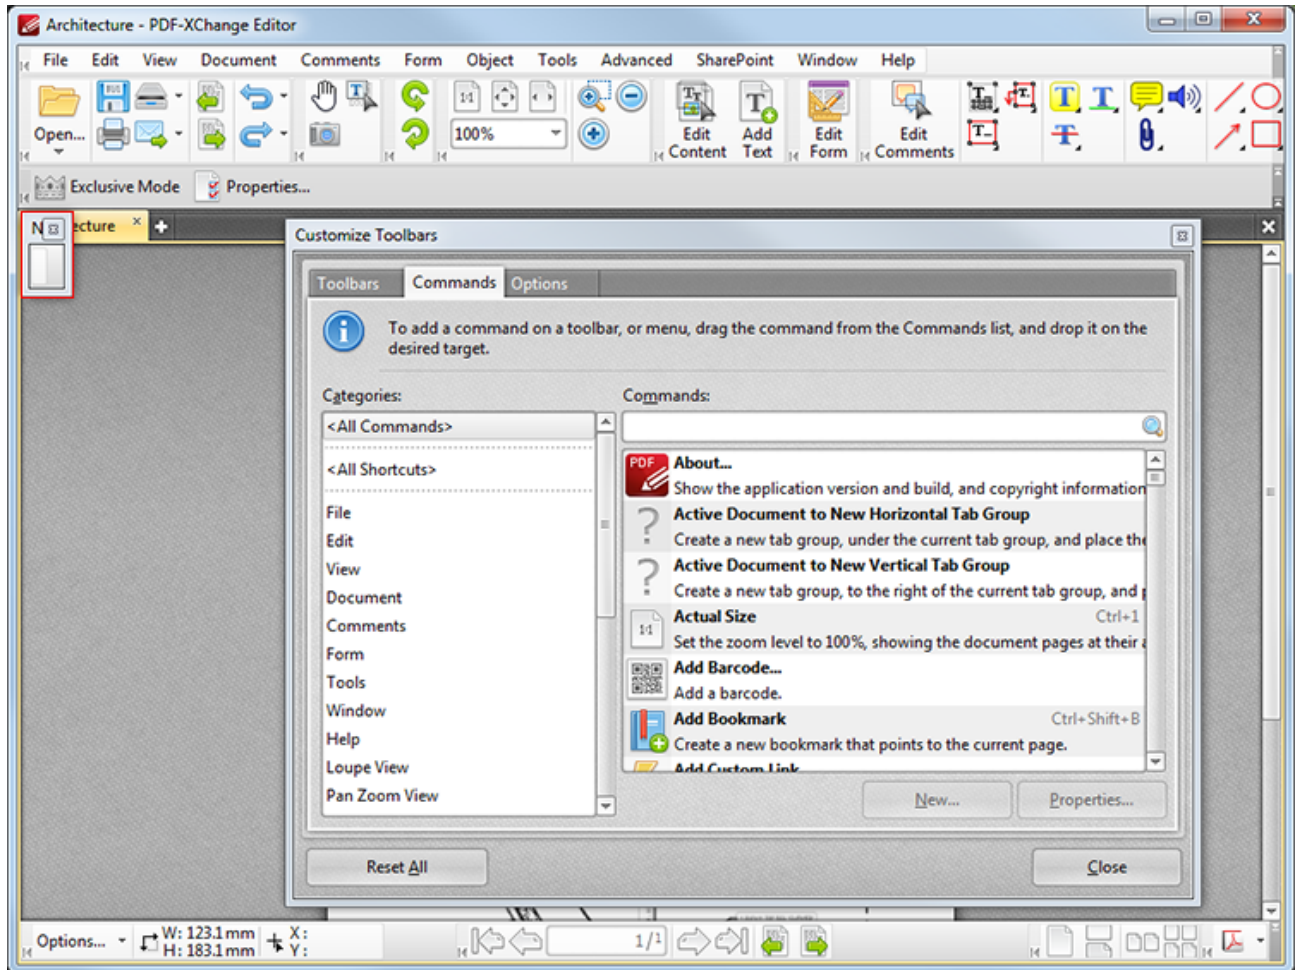 Architecture - PDF-XChange Editor
File Edit View Document Comments Form Object Tools Advanced SharePoint Window Help
Open...
1:1
100%
Edit Content
Add Text
Edit Form
Edit Comments
Exclusive Mode Properties...
N ecture
Customize Toolbars
Toolbars Commands Options
To add a command on a toolbar, or menu, drag the command from the Commands list, and drop it on the
desired target.
Categories:
<All Commands>
<All Shortcuts>
File
Edit
View
Document
Comments
Form
Tools
Window
Help
Loupe View
Pan Zoom View
Commands:
PDF
About...
Show the application version and build, and copyright information
Active Document to New Horizontal Tab Group
Create a new tab group, under the current tab group, and place the
Active Document to New Vertical Tab Group
Create a new tab group, to the right of the current tab group, and
1:1
Actual Size Ctrl+1
Set the zoom level to 100%, showing the document pages at their
Add Barcode...
Add a barcode.
Add Bookmark Ctrl+Shift+B
Create a new bookmark that points to the current page.
Add Custom Link
New... Properties...
Reset All Close
Options... W: 123.1 mm X:
H: 183.1 mm Y:
1/1